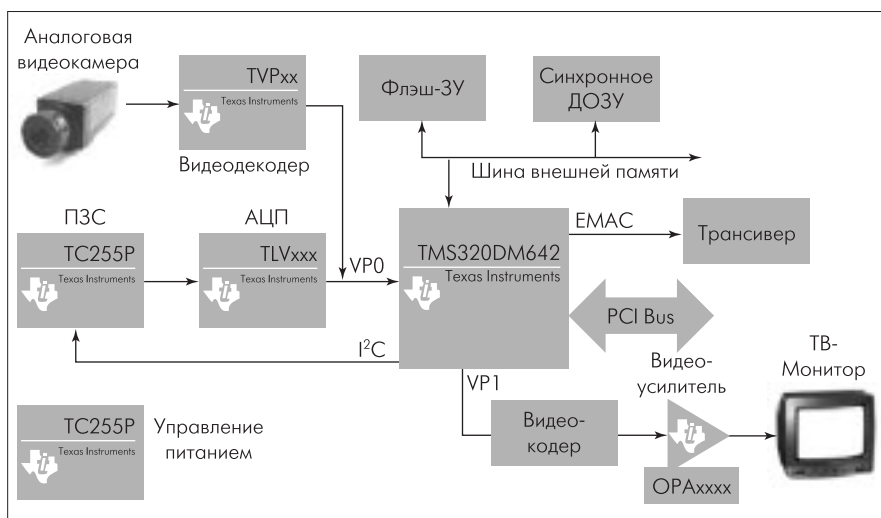 Аналоговая
видеокамера
TVPxx
Texas Instruments
Видеодекодер
Флэш-ЗУ
Синхронное
ДОЗУ
Шина внешней памяти
ПЗС
TC255P
Texas Instruments
АЦП
TLVxxx
Texas Instruments
VP0
TMS320DM642
Texas Instruments
EMAC
Трансивер
PCI Bus
I²C
VP1
Видео-
кодер
Видео-
усилитель
OPAxxxx
ТВ-
Монитор
TC255P
Texas Instruments
Управление
питанием